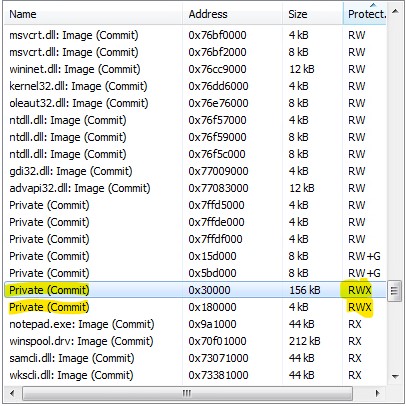 Name Address Size Protect.
msvcrt.dll: Image (Commit) 0x76bf0000 4 kB RW
msvcrt.dll: Image (Commit) 0x76bf2000 8 kB RW
wininet.dll: Image (Commit) 0x76cc9000 12 kB RW
kernel32.dll: Image (Commit) 0x76dd6000 4 kB RW
oleaut32.dll: Image (Commit) 0x76e76000 8 kB RW
ntdll.dll: Image (Commit) 0x76f57000 4 kB RW
ntdll.dll: Image (Commit) 0x76f59000 8 kB RW
ntdll.dll: Image (Commit) 0x76f5c000 8 kB RW
gdi32.dll: Image (Commit) 0x77009000 4 kB RW
advapi32.dll: Image (Commit) 0x77083000 12 kB RW
Private (Commit) 0x7ffd5000 4 kB RW
Private (Commit) 0x7ffde000 4 kB RW
Private (Commit) 0x7ffdf000 4 kB RW
Private (Commit) 0x15d000 8 kB RW+G
Private (Commit) 0x5bd000 8 kB RW+G
Private (Commit) 0x30000 156 kB RWX
Private (Commit) 0x180000 4 kB RWX
notepad.exe: Image (Commit) 0x9a1000 44 kB RX
winspool.drv: Image (Commit) 0x70f01000 212 kB RX
samcli.dll: Image (Commit) 0x73071000 44 kB RX
wkscli.dll: Image (Commit) 0x73381000 44 kB RX